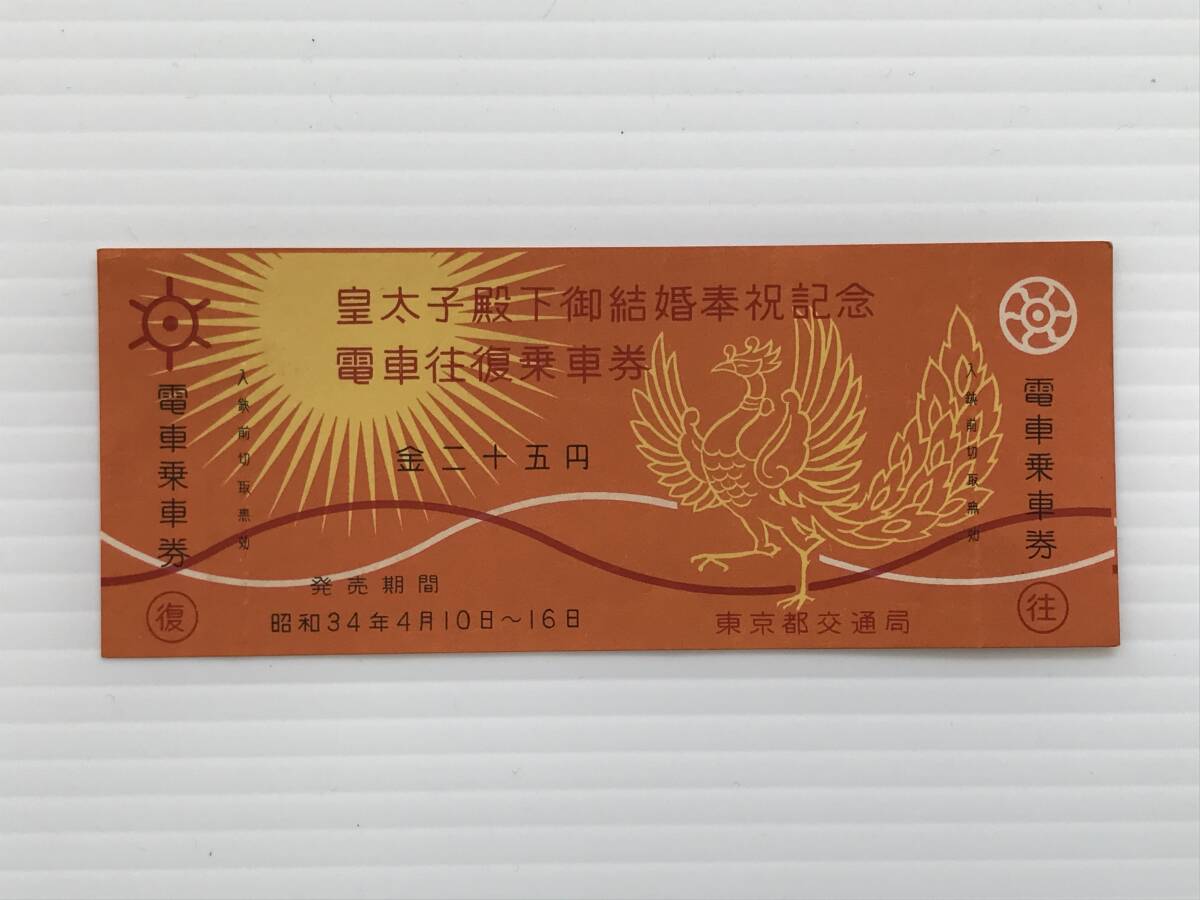 皇太子殿下御結婚奉祝記念
電車往復乗車券
金二十五円
発売期間
昭和34年4月10日〜16日
東京都交通局
電車乗車券
入鋏前切取無効
復
電車乗車券
入鋏前切取無効
往